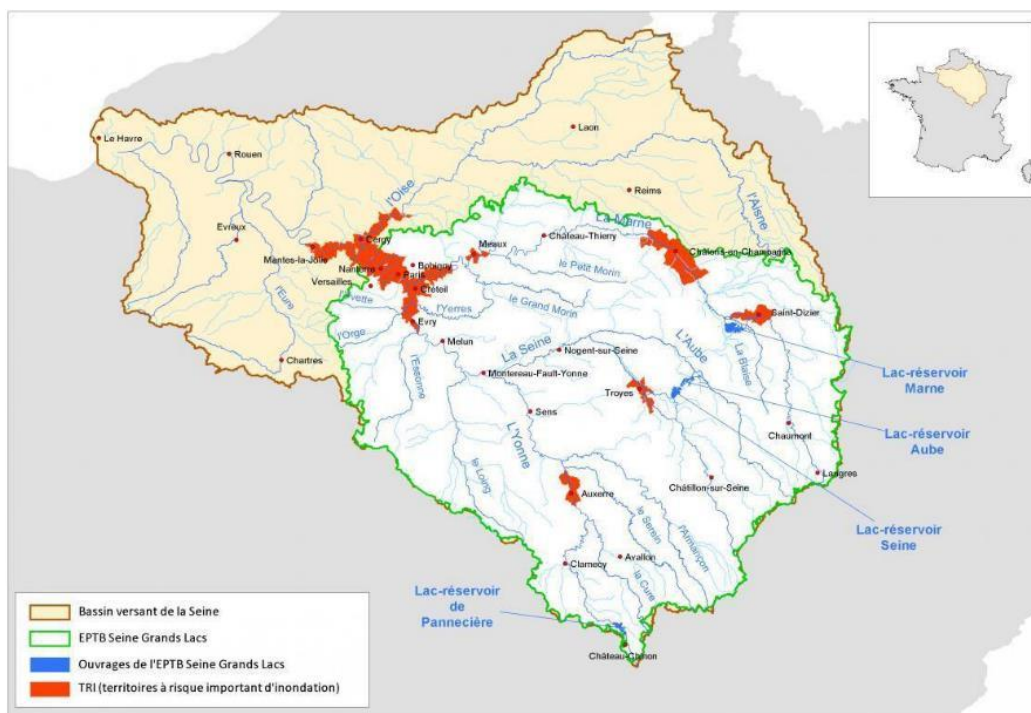 Laon
Le Havre
Rouen
l'Oise
Reims
l'Aisne
Evreux
La Marne
Cergy
Château-Thierry
Meaux
Châlons-en-Champagne
Mantes-la-Jolie
Bobigny
Nanterre
Paris
le Petit Morin
Versailles
Créteil
l'Eure
l'Yerres
le Grand Morin
Saint-Dizier
l'Orge
Evry
Melun
La Seine
Nogent-sur-Seine
L'Aube
La Blaise
Chartres
l'Essonne
Montereau-Fault-Yonne
Lac-réservoir
Marne
Troyes
Sens
L'Yonne
Chaumont
Lac-réservoir
Aube
le Loing
Langres
Châtillon-sur-Seine
Auxerre
le Serein
l'Armançon
Lac-réservoir
Seine
Avallon
Clamecy
la Cure
Lac-réservoir
de
Pannecière
Château-Chinon
Bassin versant de la Seine
EPTB Seine Grands Lacs
Ouvrages de l'EPTB Seine Grands Lacs
TRI (territoires à risque important d'inondation)